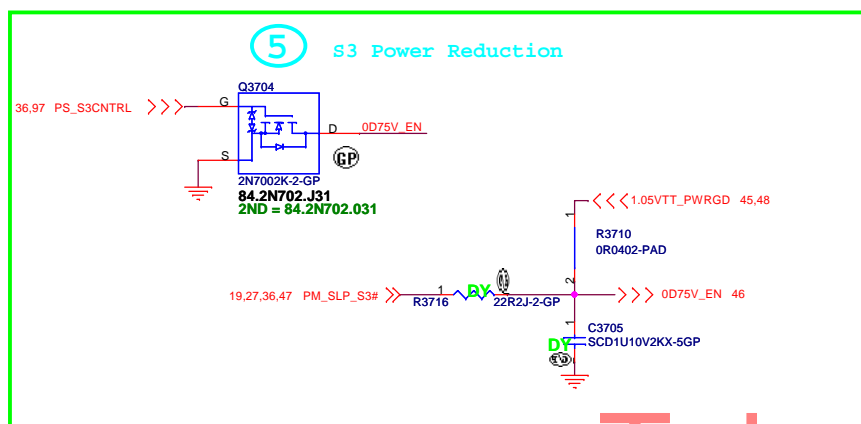 5 S3 Power Reduction
Q3704
36,97 PS_S3CNTRL
G
D
0D75V_EN
S
GP
2N7002K-2-GP
84.2N702.J31
2ND = 84.2N702.031
1.05VTT_PWRGD 45,48
1
R3710
0R0402-PAD
2
19,27,36,47 PM_SLP_S3#
1
DY
R3716
22R2J-2-GP
0D75V_EN 46
1
C3705
DY
SCD1U10V2KX-5GP